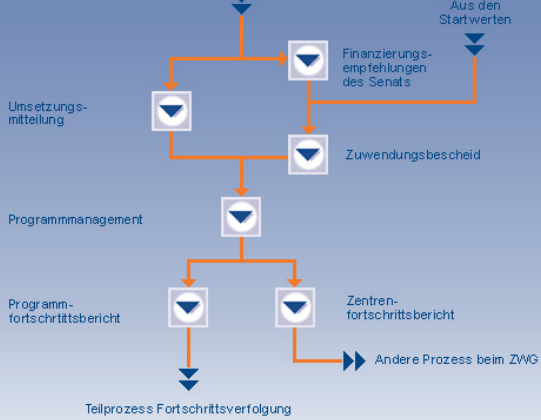 Aus den
Startwerten
Finanzierungs-
empfehlungen
des Senats
Umsetzungs-
mitteilung
Zuwendungsbescheid
Programmmanagement
Programm-
fortschrtittsbericht
Zentren-
fortschrittsbericht
Andere Prozess beim ZWG
Teilprozess Fortschrittsverfolgung